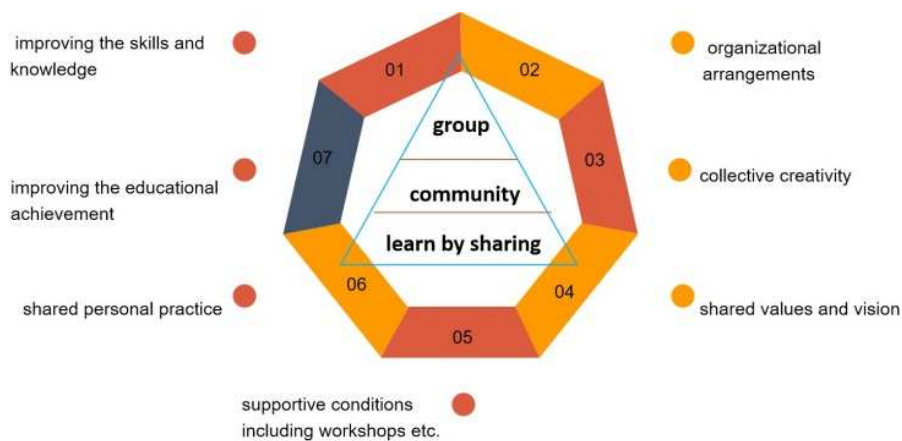 improving the skills and
knowledge
01
02
organizational
arrangements
group
07
03
improving the educational
achievement
community
collective creativity
learn by sharing
shared personal practice
06
04
shared values and vision
05
supportive conditions
including workshops etc.